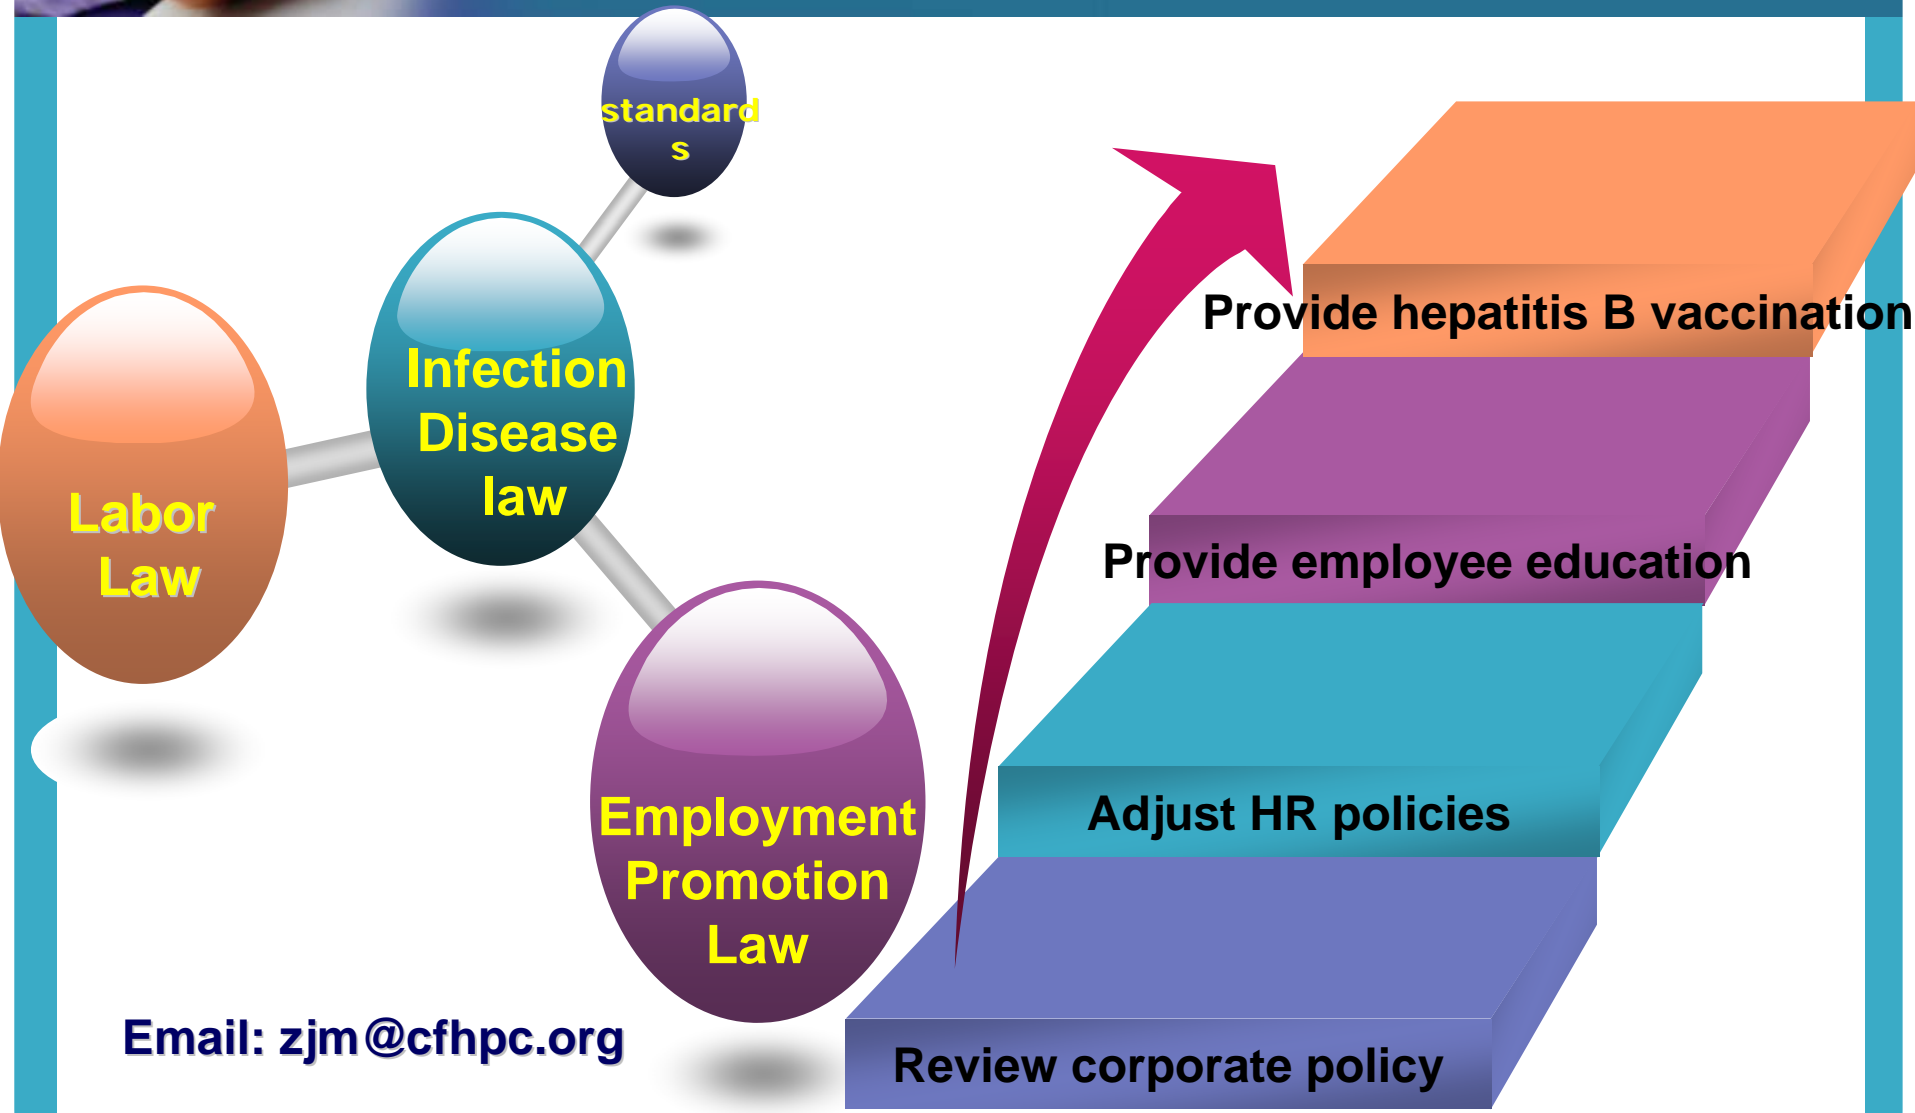 standard
s
Infection
Disease
law
Labor
Law
Employment
Promotion
Law
Email: zjm@cfhpc.org
Provide hepatitis B vaccination
Provide employee education
Adjust HR policies
Review corporate policy